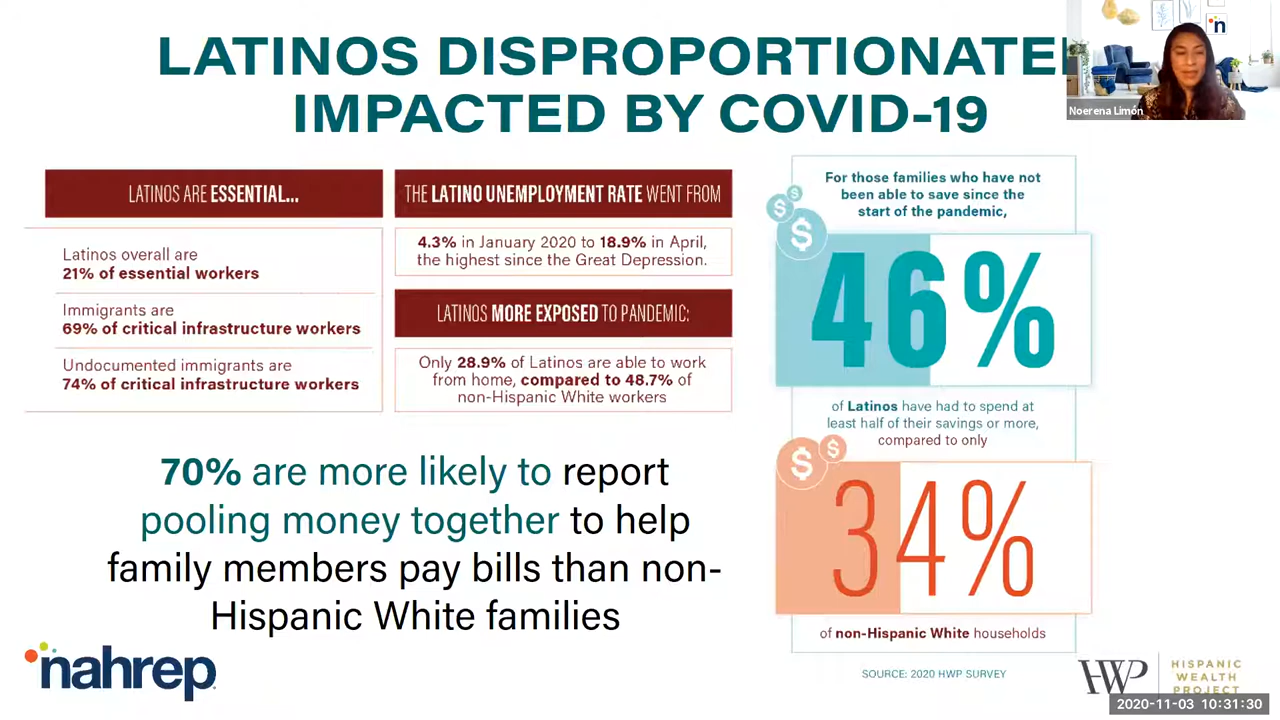 LATINOS DISPROPORTIONATEL
IMPACTED BY COVID-19
n
Noerena Limón
LATINOS ARE ESSENTIAL...
Latinos overall are
21% of essential workers
Immigrants are
69% of critical infrastructure workers
Undocumented immigrants are
74% of critical infrastructure workers
THE LATINO UNEMPLOYMENT RATE WENT FROM
4.3% in January 2020 to 18.9% in April,
the highest since the Great Depression.
LATINOS MORE EXPOSED TO PANDEMIC:
Only 28.9% of Latinos are able to work
from home, compared to 48.7% of
non-Hispanic White workers
For those families who have not
been able to save since the
start of the pandemic,
$
$
$
46%
of Latinos have had to spend at
least half of their savings or more,
compared to only
$
$
34%
of non-Hispanic White households
70% are more likely to report
pooling money together to help
family members pay bills than non-
Hispanic White families
nahrep
SOURCE: 2020 HWP SURVEY
HWP
HISPANIC
WEALTH
PROJECT
2020-11-03 10:31:30